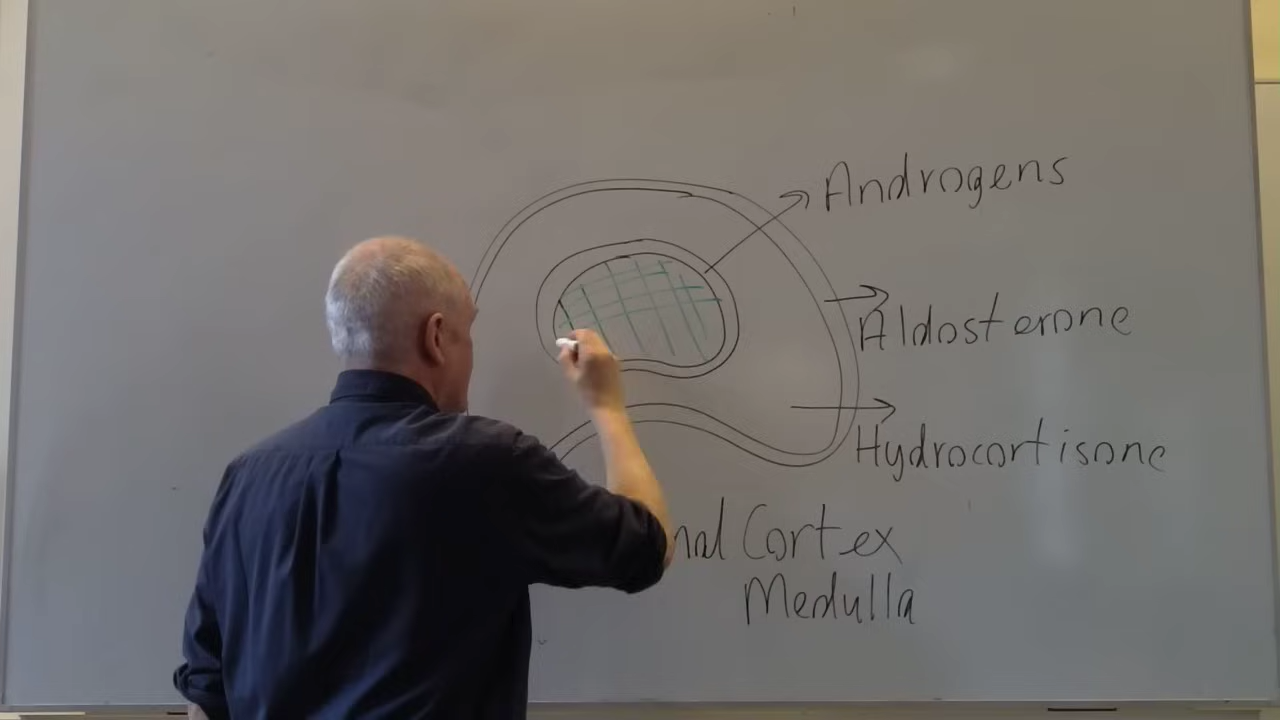 Androgens
Aldosterone
Hydrocortisone
nal Cortex
Medulla